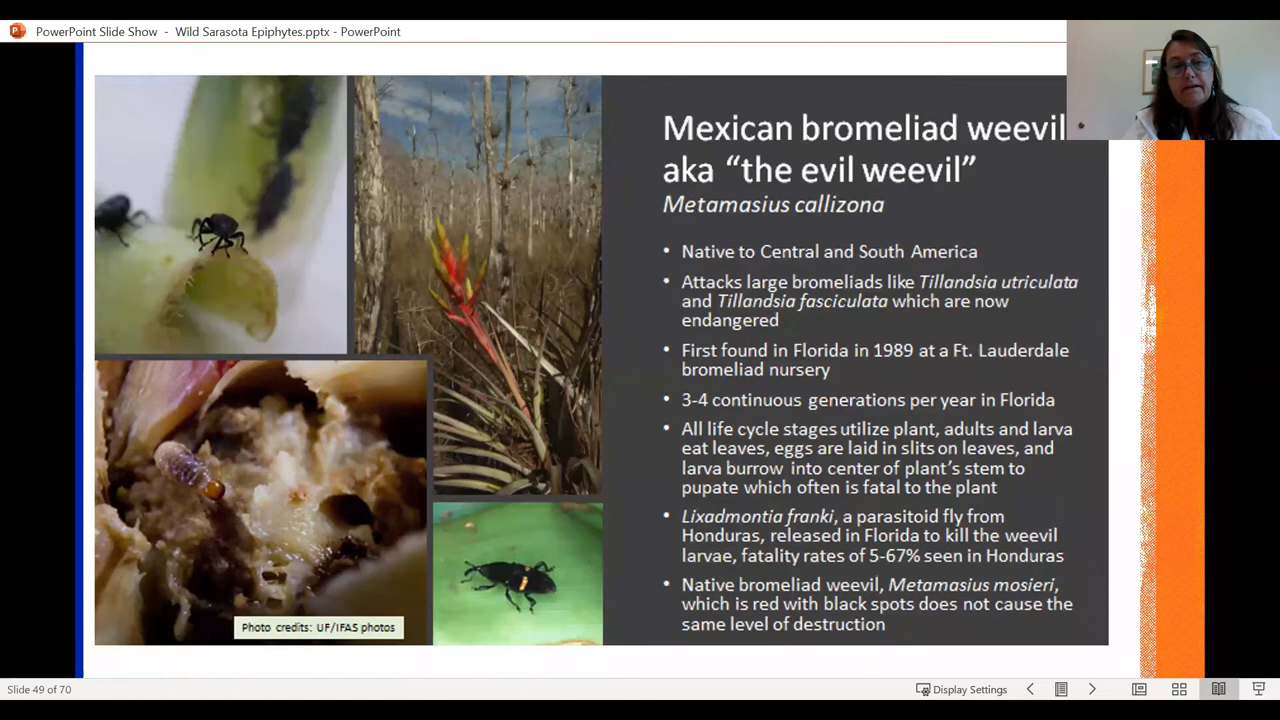 PowerPoint Slide Show - Wild Sarasota Epiphytes.pptx - PowerPoint
Mexican bromeliad weevil
aka “the evil weevil”
Metamasius callizona
• Native to Central and South America
• Attacks large bromeliads like Tillandsia utriculata
and Tillandsia fasciculata which are now
endangered
• First found in Florida in 1989 at a Ft. Lauderdale
bromeliad nursery
• 3-4 continuous generations per year in Florida
• All life cycle stages utilize plant, adults and larva
eat leaves, eggs are laid in slits on leaves, and
larva burrow into center of plant’s stem to
pupate which often is fatal to the plant
• Lixadmontia franki, a parasitoid fly from
Honduras, released in Florida to kill the weevil
larvae, fatality rates of 5-67% seen in Honduras
• Native bromeliad weevil, Metamasius mosieri,
which is red with black spots does not cause the
same level of destruction
Photo credits: UF/IFAS photos
Slide 49 of 70
Display Settings